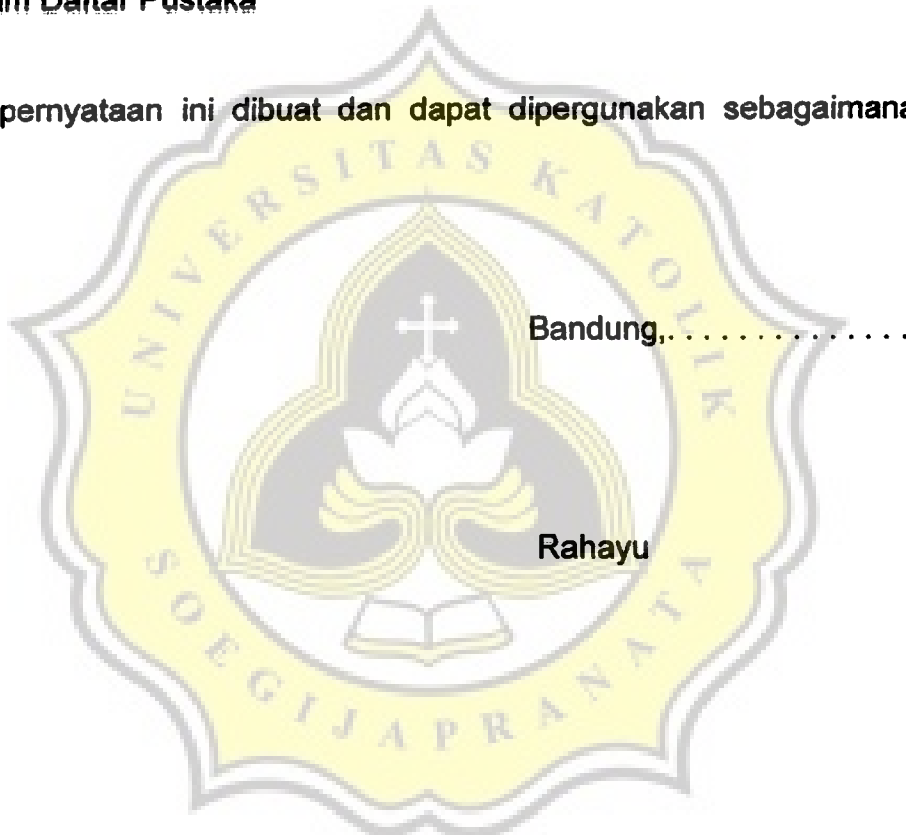 Daftar Pustaka
pernyataan ini dibuat dan dapat dipergunakan sebagaimana
UNIVERSITAS KATOLIK
Bandung,. . . . . . . . . . . . . . .
Rahayu
SOEGIJAPRANATA